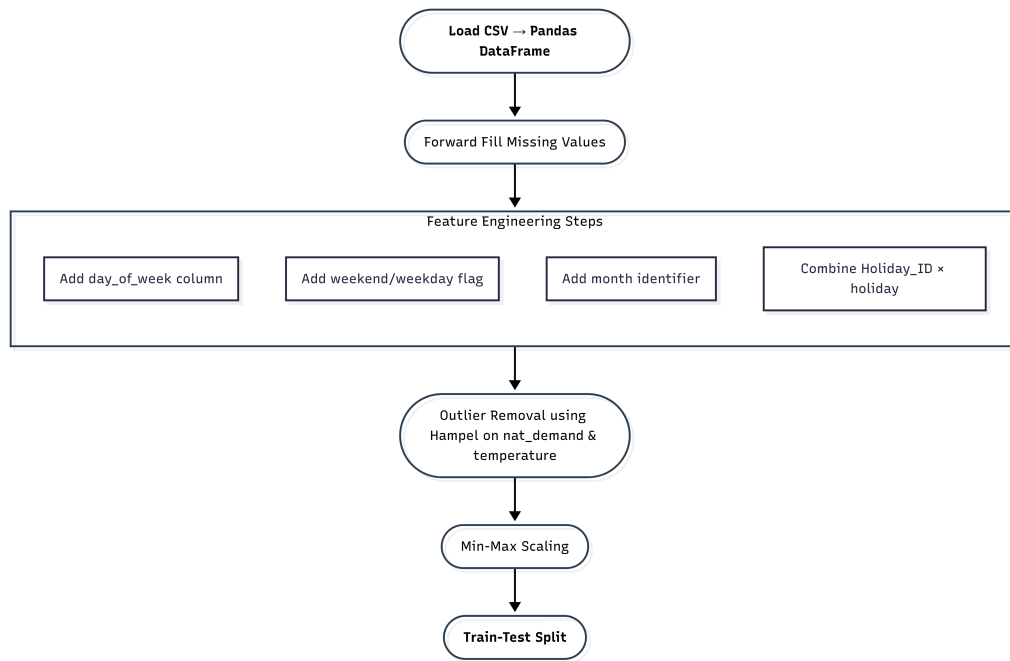 Load CSV → Pandas
DataFrame
Forward Fill Missing Values
Feature Engineering Steps
Add day_of_week column
Add weekend/weekday flag
Add month identifier
Combine Holiday_ID ×
holiday
Outlier Removal using
Hampel on nat_demand &
temperature
Min-Max Scaling
Train-Test Split